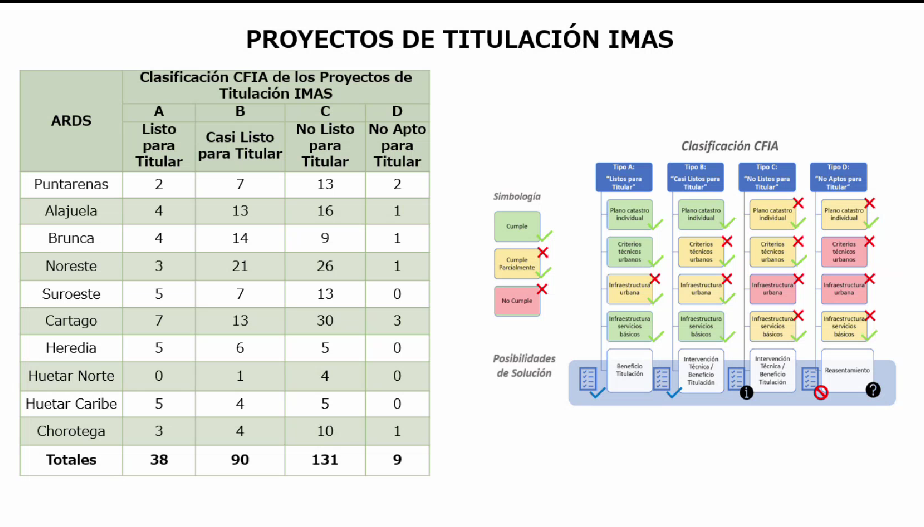 PROYECTOS DE TITULACIÓN IMAS
ARDS
Clasificación CFIA de los Proyectos de
Titulación IMAS
A B C D
Listo para Titular Casi Listo para Titular No Listo para Titular No Apto para Titular
Puntarenas 2 7 13 2
Alajuela 4 13 16 1
Brunca 4 14 9 1
Noreste 3 21 26 1
Suroeste 5 7 13 0
Cartago 7 13 30 3
Heredia 5 6 5 0
Huetar Norte 0 1 4 0
Huetar Caribe 5 4 5 0
Chorotega 3 4 10 1
Totales 38 90 131 9
Clasificación CFIA
Simbología
Cumple
Cumple
Parcialmente
No Cumple
Posibilidades
de Solución
Tipo A:
"Listos para
Titular"
Plano catastro
individual
Criterios
técnicos
urbanos
Infraestructura
urbana
Infraestructura
servicios
básicos
Beneficio
Titulación
Tipo B:
"Casi Listos para
Titular"
Plano catastro
individual
Criterios
técnicos
urbanos
Infraestructura
urbana
Infraestructura
servicios
básicos
Intervención
Técnica /
Beneficio
Titulación
Tipo C:
"No Listos para
Titular"
Plano catastro
individual
Criterios
técnicos
urbanos
Infraestructura
urbana
Infraestructura
servicios
básicos
Intervención
Técnica /
Beneficio
Titulación
Tipo D:
"No Aptos para
Titular"
Plano catastro
individual
Criterios
técnicos
urbanos
Infraestructura
urbana
Infraestructura
servicios
básicos
Reasentamiento